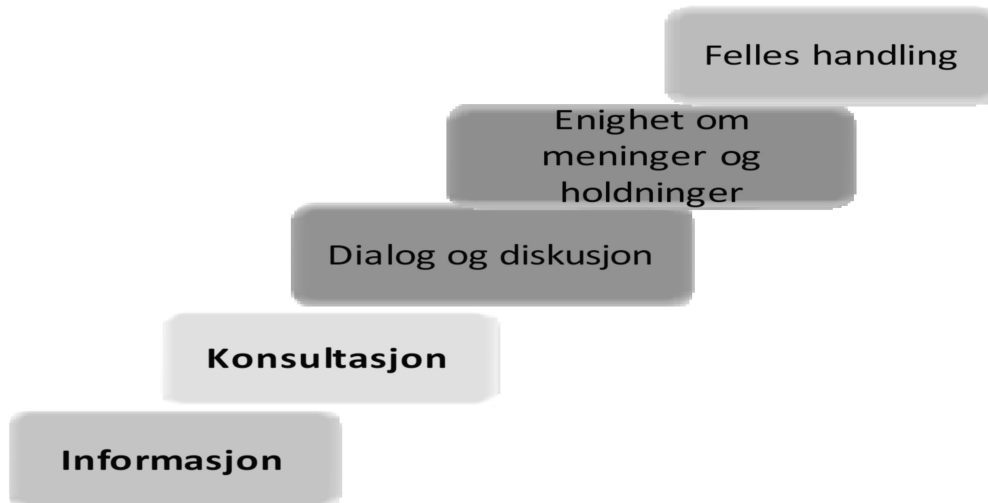 Felles handling
Enighet om
meninger og
holdninger
Dialog og diskusjon
Konsultasjon
Informasjon